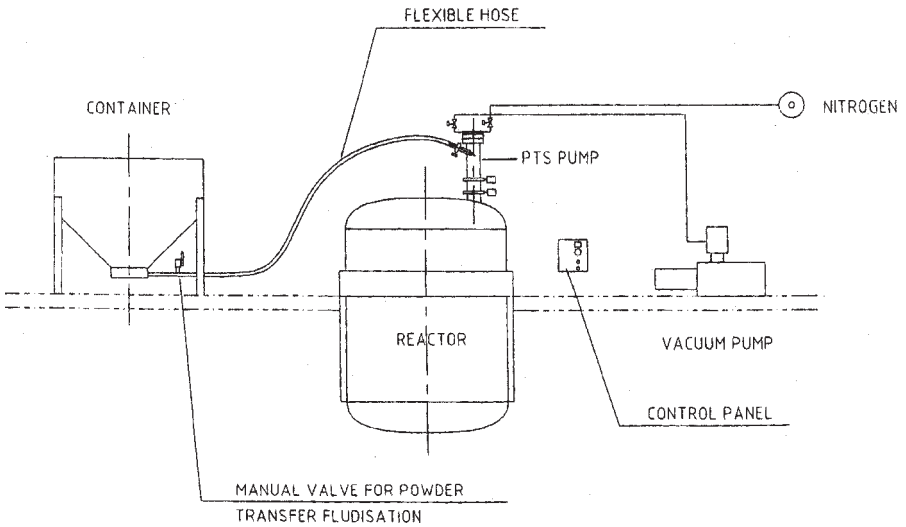 FLEXIBLE HOSE
CONTAINER
NITROGEN
PTS PUMP
REACTOR
VACUUM PUMP
CONTROL PANEL
MANUAL VALVE FOR POWDER
TRANSFER FLUDISATION